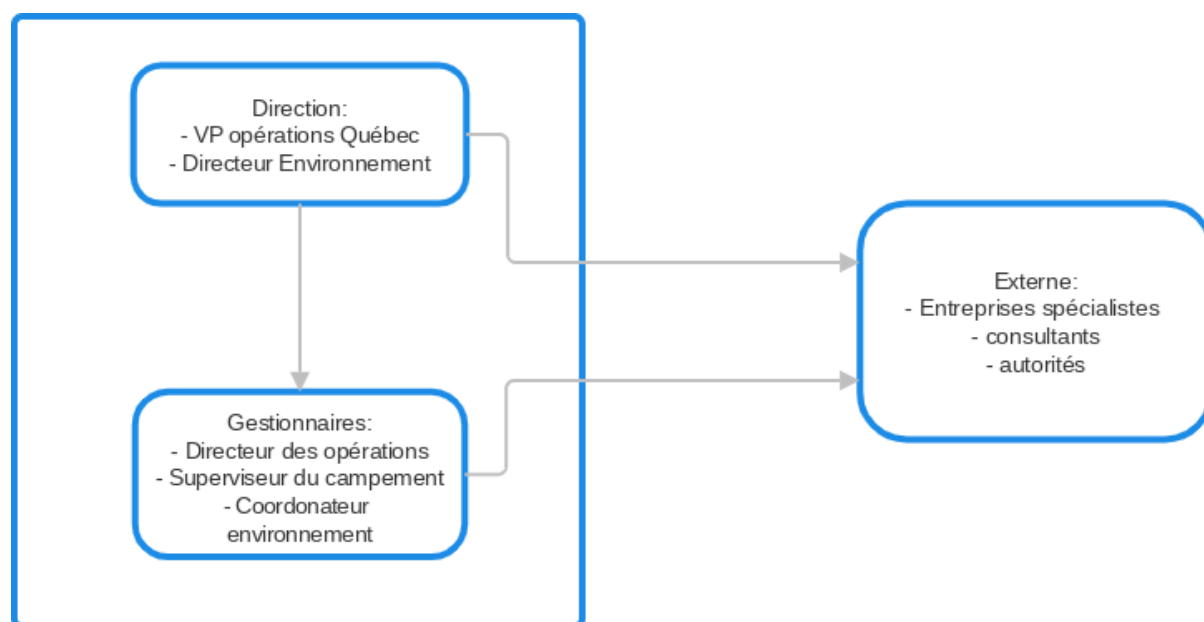 Direction:
- VP opérations Québec
- Directeur Environnement
Externe:
- Entreprises spécialistes
- consultants
- autorités
Gestionnaires:
- Directeur des opérations
- Superviseur du campement
- Coordonateur
environnement